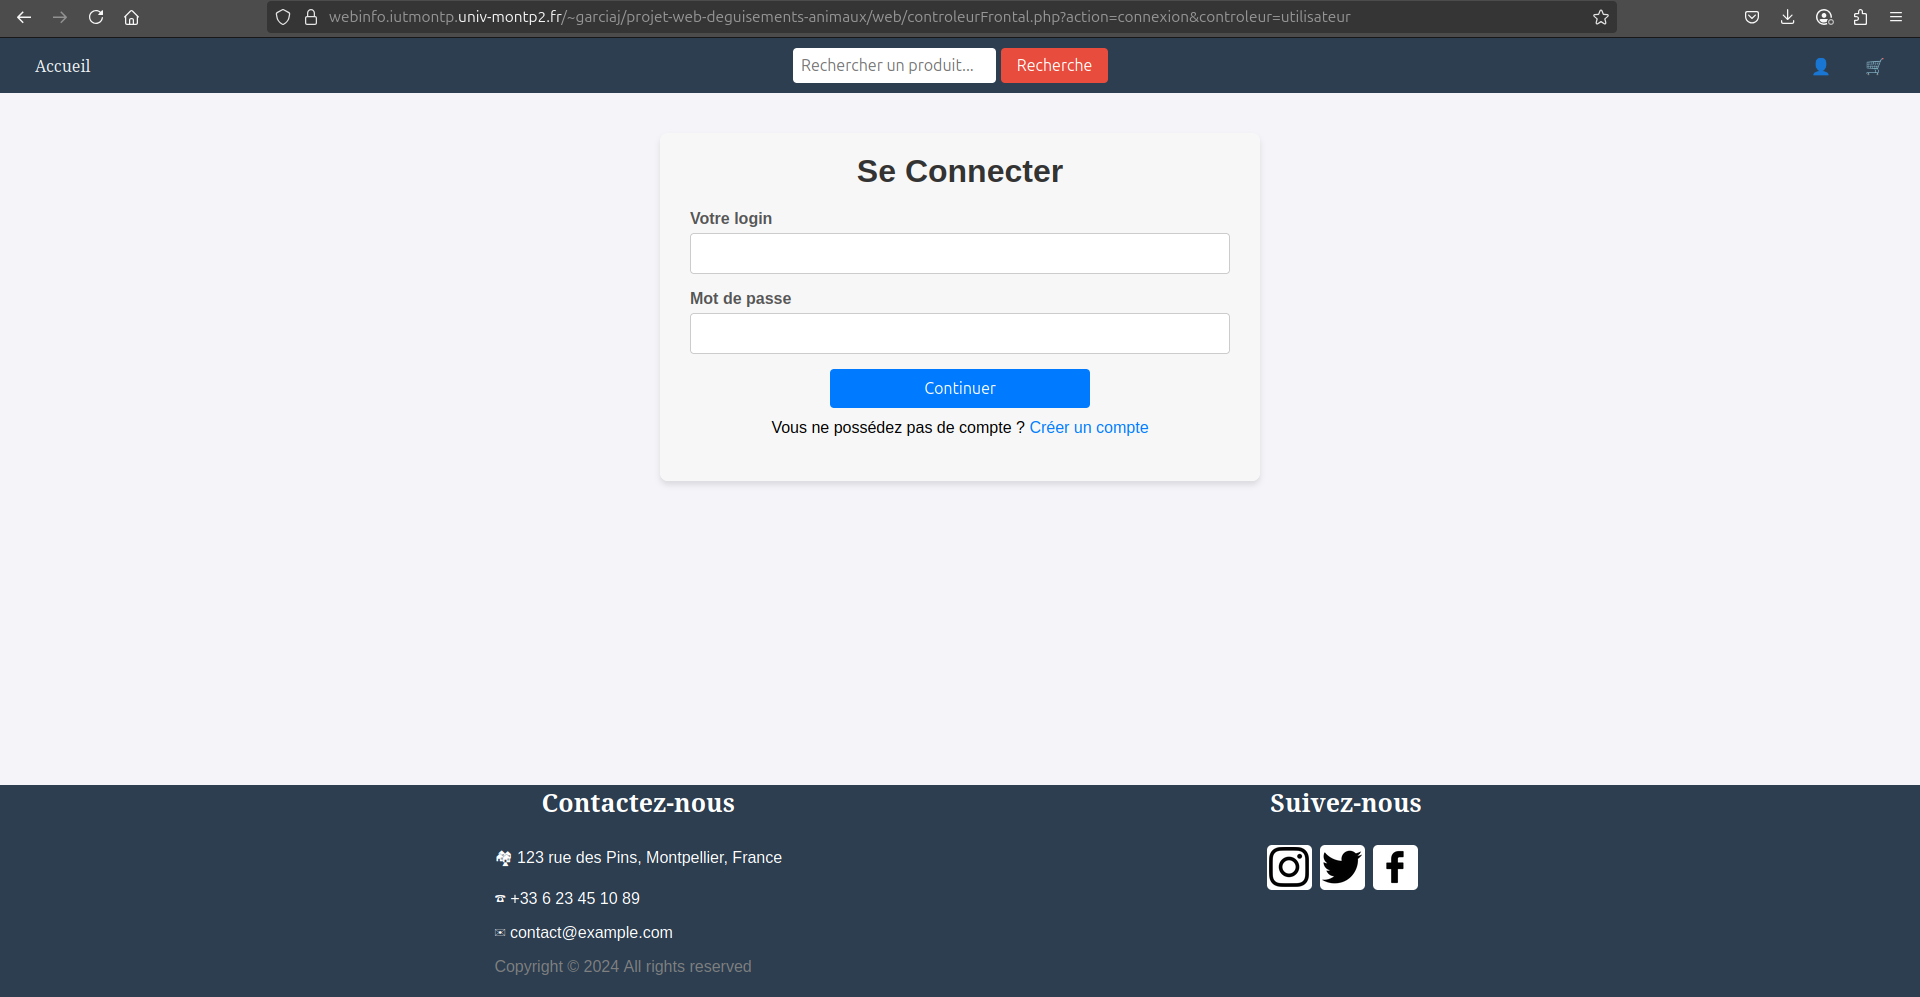 webinfo.iutmontp.univ-montp2.fr/~garciaj/projet-web-deguisements-animaux/web/controleurFrontal.php?action=connexion&controleur=utilisateur
Accueil
Rechercher un produit...
Recherche
Se Connecter
Votre login
Mot de passe
Continuer
Vous ne possédez pas de compte ? Créer un compte
Contactez-nous
Suivez-nous
123 rue des Pins, Montpellier, France
+33 6 23 45 10 89
contact@example.com
Copyright © 2024 All rights reserved